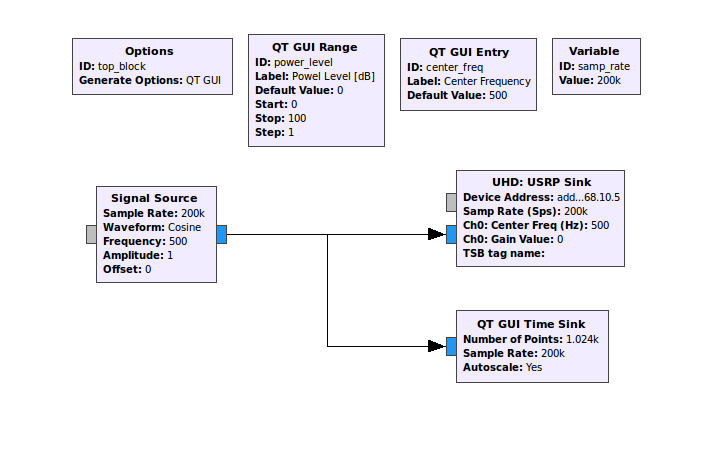 Options
ID: top_block
Generate Options: QT GUI
QT GUI Range
ID: power_level
Label: Powel Level [dB]
Default Value: 0
Start: 0
Stop: 100
Step: 1
QT GUI Entry
ID: center_freq
Label: Center Frequency
Default Value: 500
Variable
ID: samp_rate
Value: 200k
Signal Source
Sample Rate: 200k
Waveform: Cosine
Frequency: 500
Amplitude: 1
Offset: 0
UHD: USRP Sink
Device Address: add...68.10.5
Samp Rate (Sps): 200k
Ch0: Center Freq (Hz): 500
Ch0: Gain Value: 0
TSB tag name:
QT GUI Time Sink
Number of Points: 1.024k
Sample Rate: 200k
Autoscale: Yes